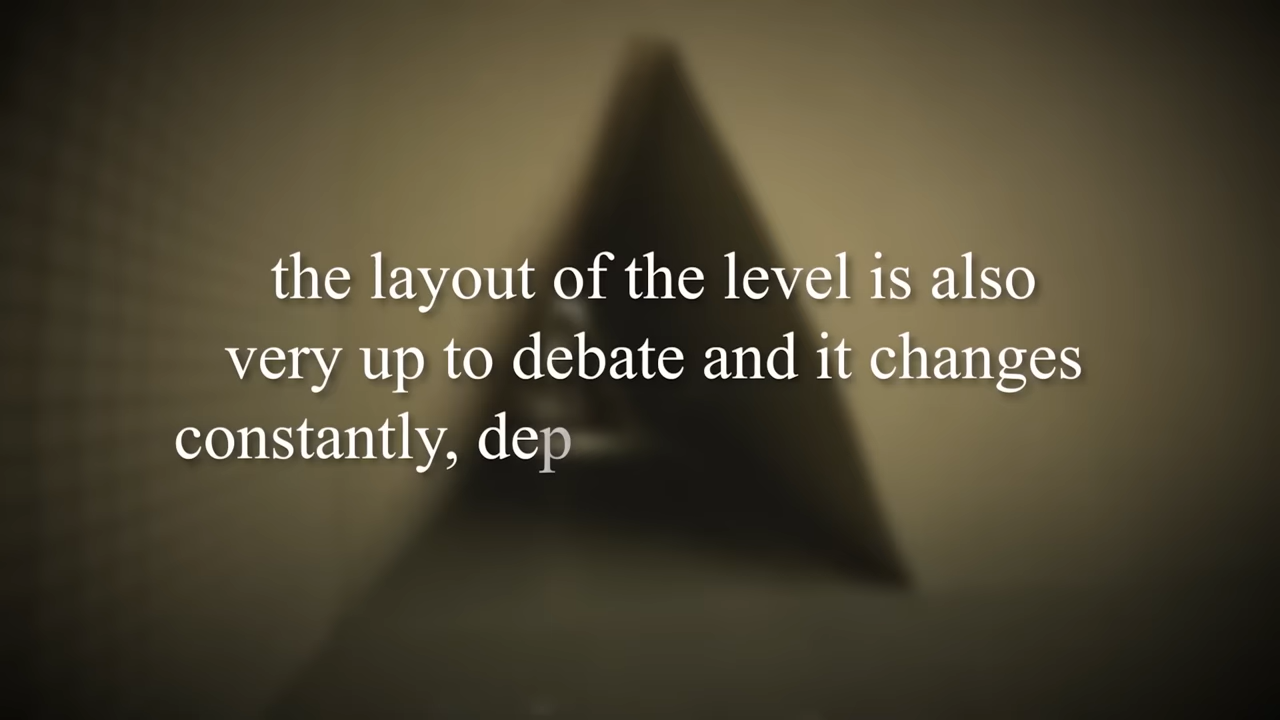 the layout of the level is also
very up to debate and it changes
constantly, dep